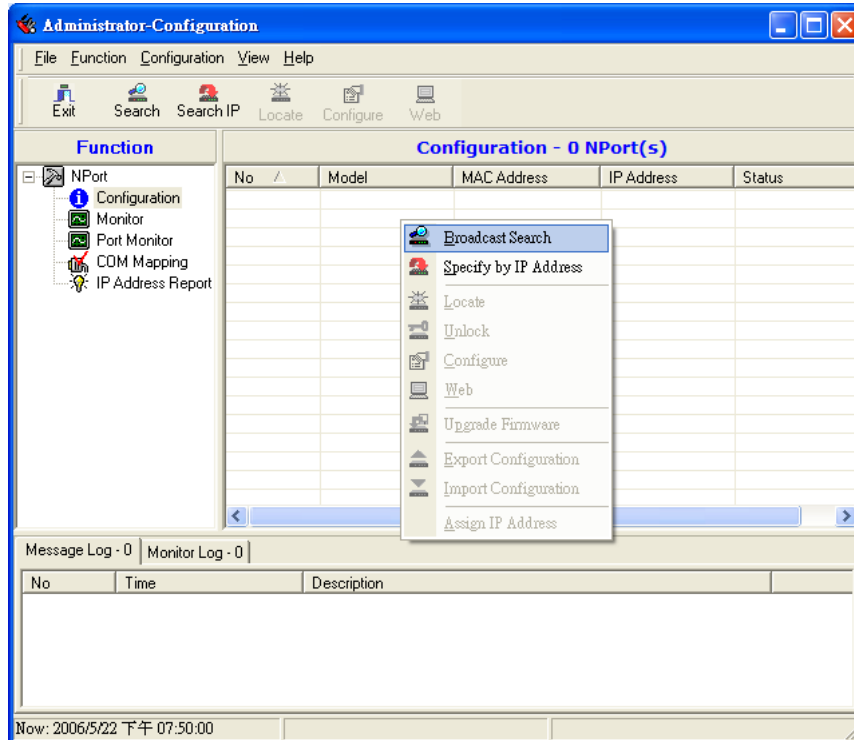 Administrator-Configuration
File Function Configuration View Help
Exit Search Search IP Locate Configure Web
Function
Configuration - 0 NPort(s)
NPort
Configuration
Monitor
Port Monitor
COM Mapping
IP Address Report
No Model MAC Address IP Address Status
Broadcast Search
Specify by IP Address
Locate
Unlock
Configure
Web
Upgrade Firmware
Export Configuration
Import Configuration
Assign IP Address
Message Log - 0 Monitor Log - 0
No Time Description
Now: 2006/5/22 下午 07:50:00